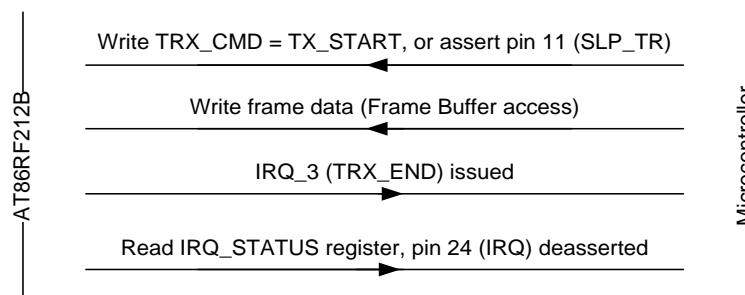 Write TRX_CMD = TX_START, or assert pin 11 (SLP_TR)
Write frame data (Frame Buffer access)
IRQ_3 (TRX_END) issued
Read IRQ_STATUS register, pin 24 (IRQ) deasserted
AT86RF212B
Microcontroller